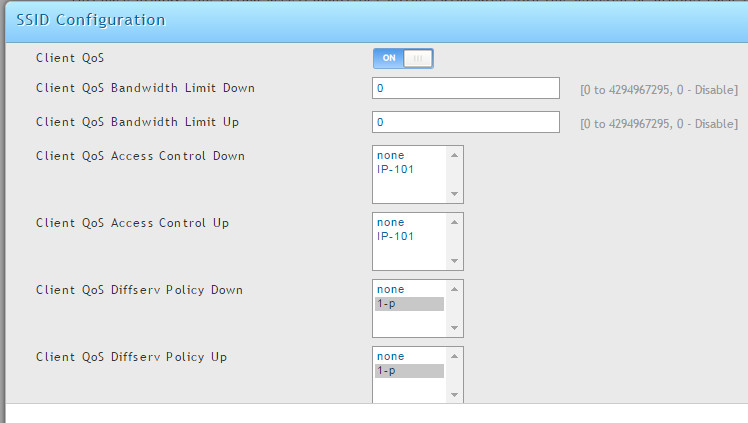 SSID Configuration
Client QoS ON
Client QoS Bandwidth Limit Down 0 [0 to 4294967295, 0 - Disable]
Client QoS Bandwidth Limit Up 0 [0 to 4294967295, 0 - Disable]
Client QoS Access Control Down none
IP-101
Client QoS Access Control Up none
IP-101
Client QoS Diffserv Policy Down none
1-p
Client QoS Diffserv Policy Up none
1-p